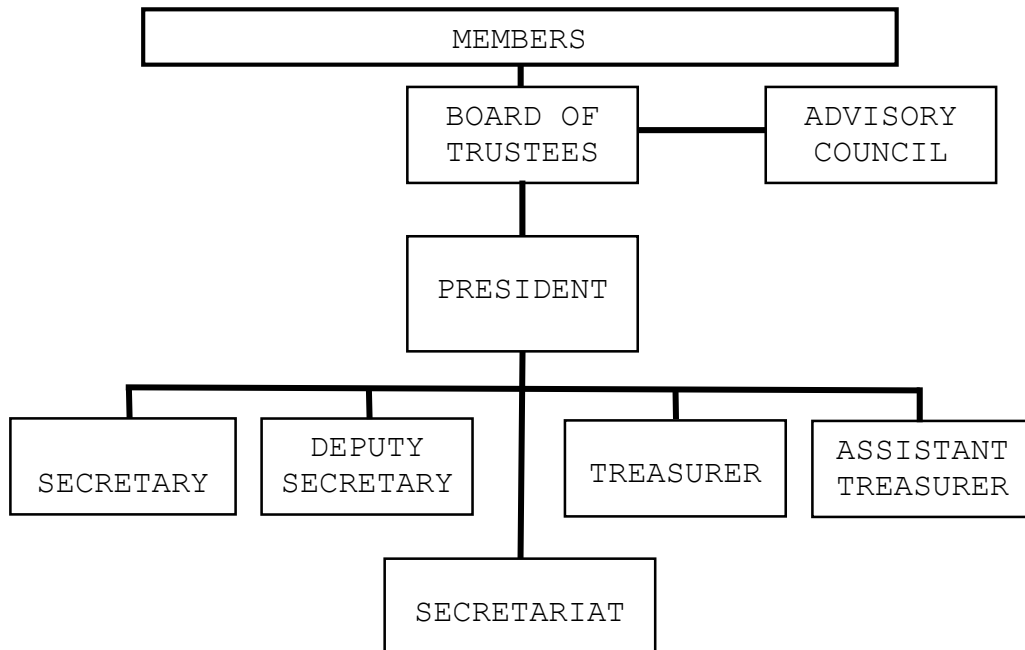 MEMBERS
BOARD OF
TRUSTEES
ADVISORY
COUNCIL
PRESIDENT
SECRETARY
DEPUTY
SECRETARY
TREASURER
ASSISTANT
TREASURER
SECRETARIAT